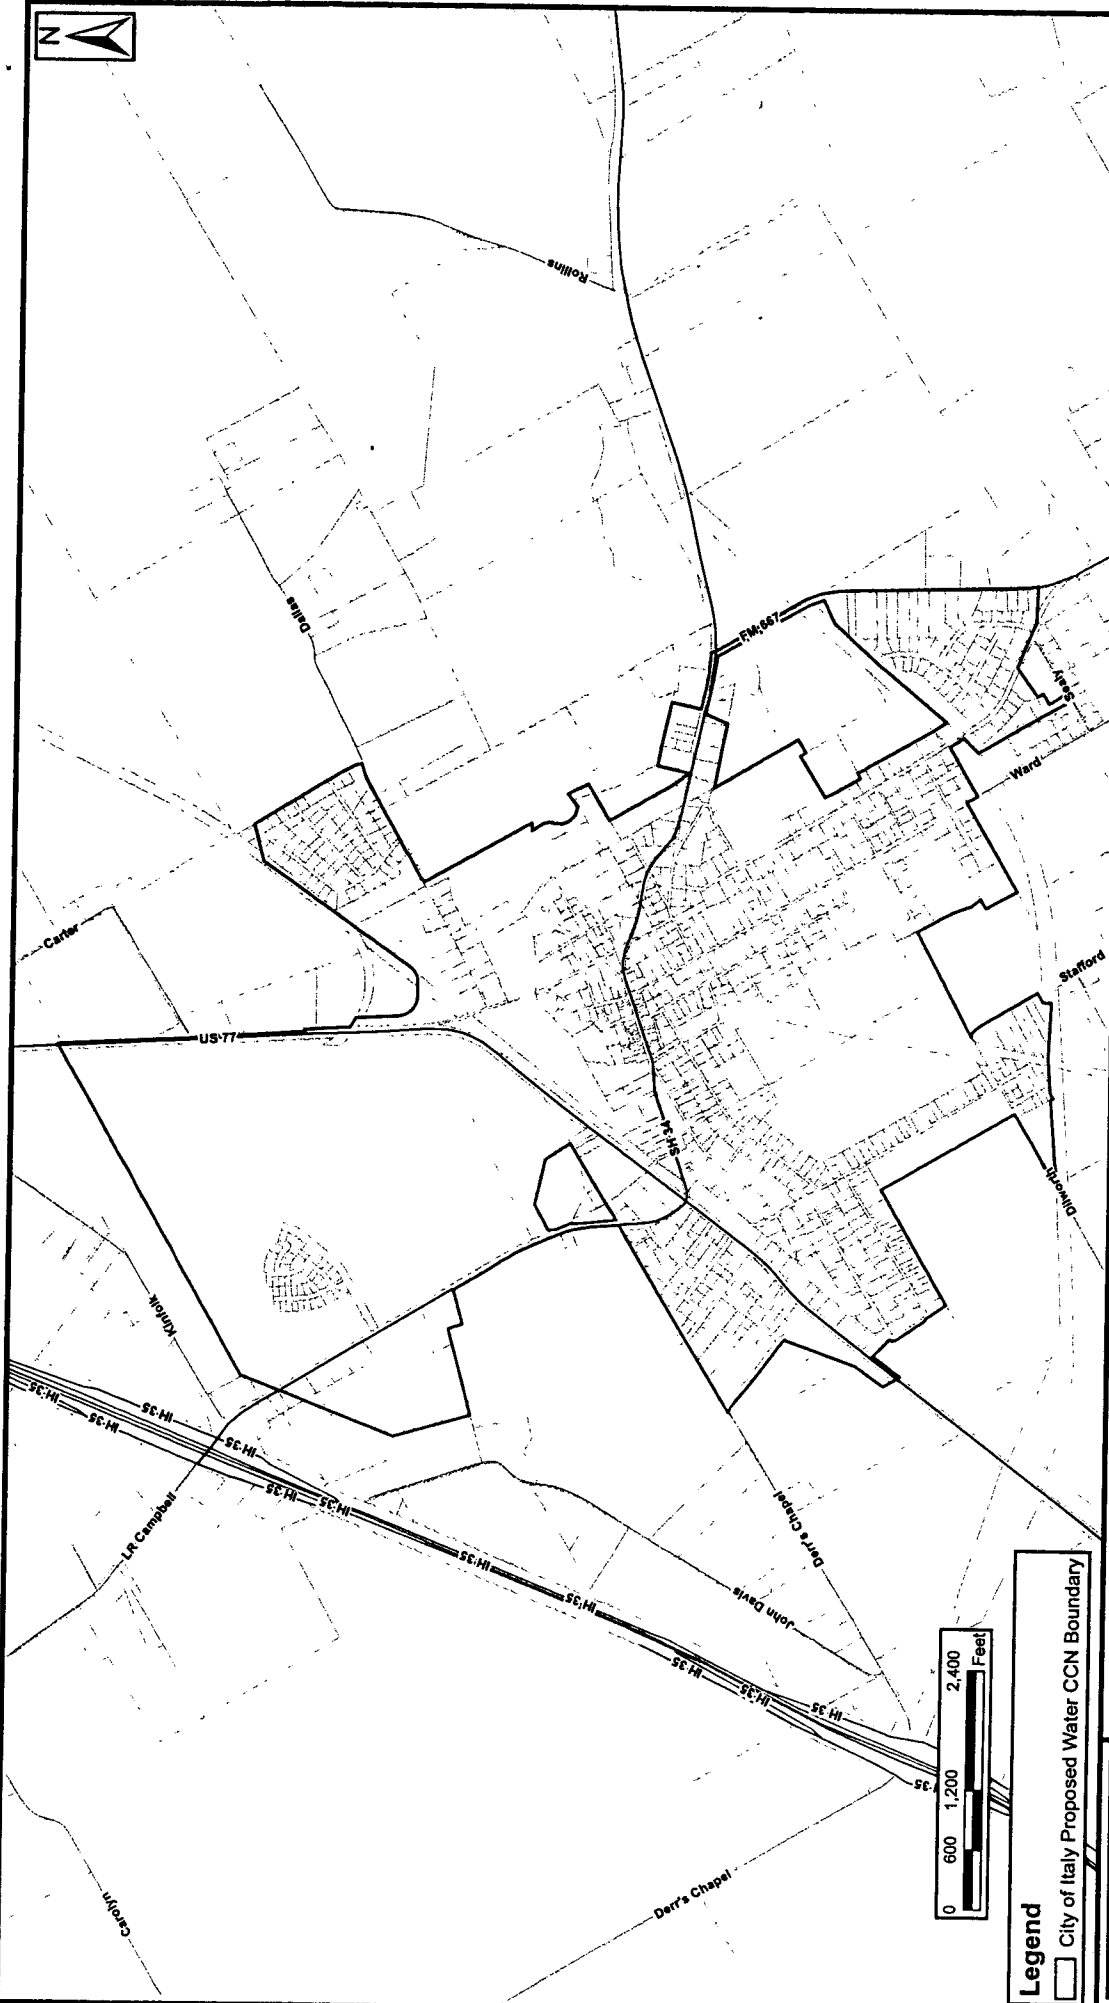 N
Rollins
Dallas
FM 667
Sealy
Ward
Carter
Stafford
US 77
SH 34
Dilworth
Kinfolk
IH 35
IH 35
IH 35
IH 35
IH 35
IH 35
LR Campbell
IH 35
Derr's Chapel
IH 35
John Davis
IH 35
IH 35
IH 35
35
Carolyn
Derr's Chapel
0 600 1,200 2,400
Feet
Legend
City of Italy Proposed Water CCN Boundary